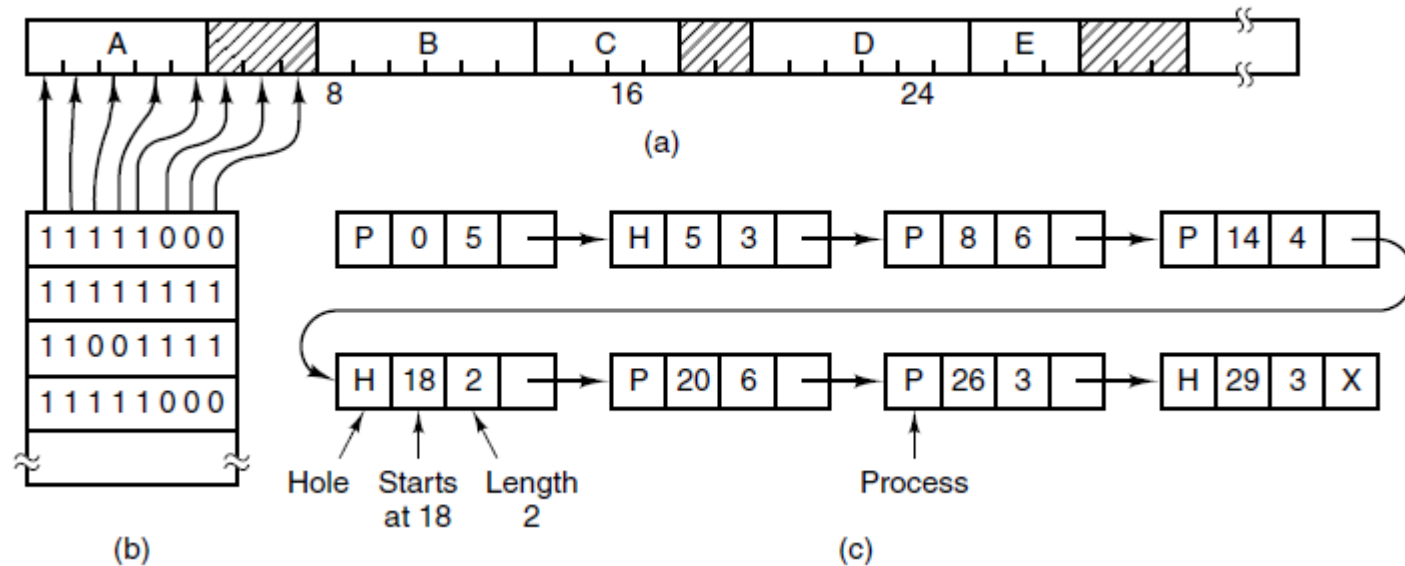 A B C D E
8 16 24
(a)
1 1 1 1 1 0 0 0
1 1 1 1 1 1 1 1
1 1 0 0 1 1 1 1
1 1 1 1 1 0 0 0
(b)
P 0 5 H 5 3 P 8 6 P 14 4
H 18 2 P 20 6 P 26 3 H 29 3 X
Hole Starts Length Process
at 18 2
(c)